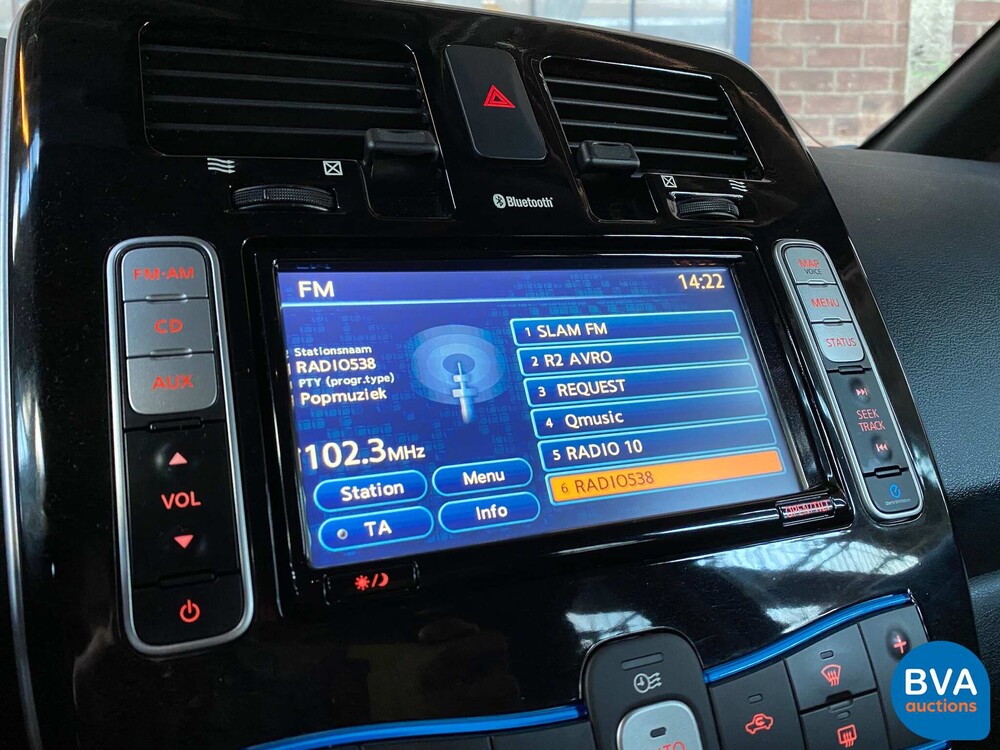 Bluetooth
FM·AM
CD
AUX
VOL
FM
14:22
Stationsnaam
RADIO538
PTY (progr.type)
Popmuziek
102.3MHz
Station
Menu
TA
Info
1 SLAM FM
2 R2 AVRO
3 REQUEST
4 Qmusic
5 RADIO 10
6 RADIO538
MAP
VOICE
MENU
STATUS
SEEK
TRACK
BVA
auctions